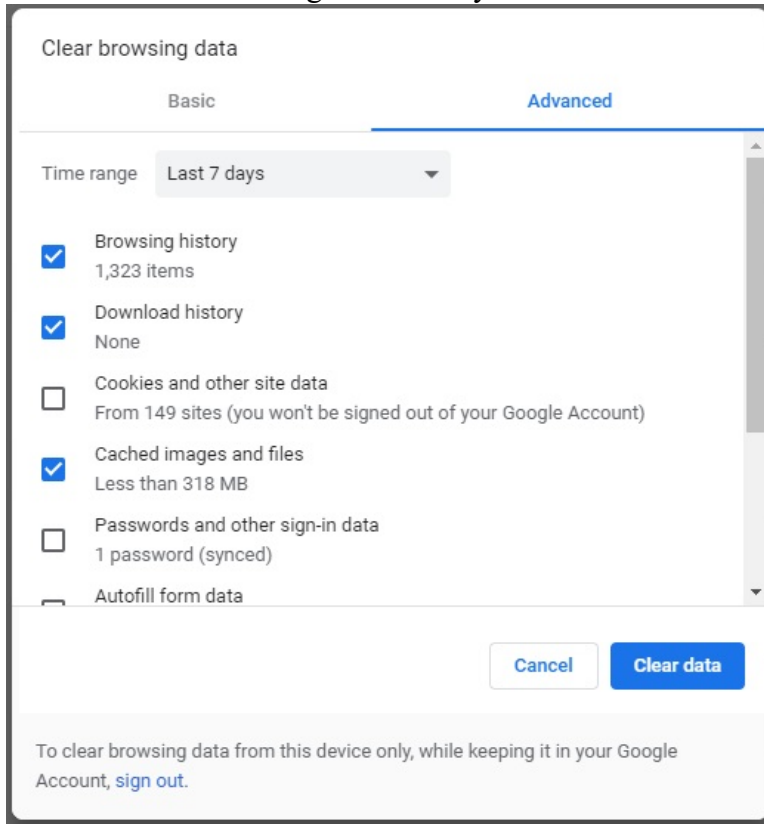 Clear browsing data
Basic Advanced
Time range Last 7 days
Browsing history
1,323 items
Download history
None
Cookies and other site data
From 149 sites (you won't be signed out of your Google Account)
Cached images and files
Less than 318 MB
Passwords and other sign-in data
1 password (synced)
Autofill form data
Cancel Clear data
To clear browsing data from this device only, while keeping it in your Google
Account, sign out.